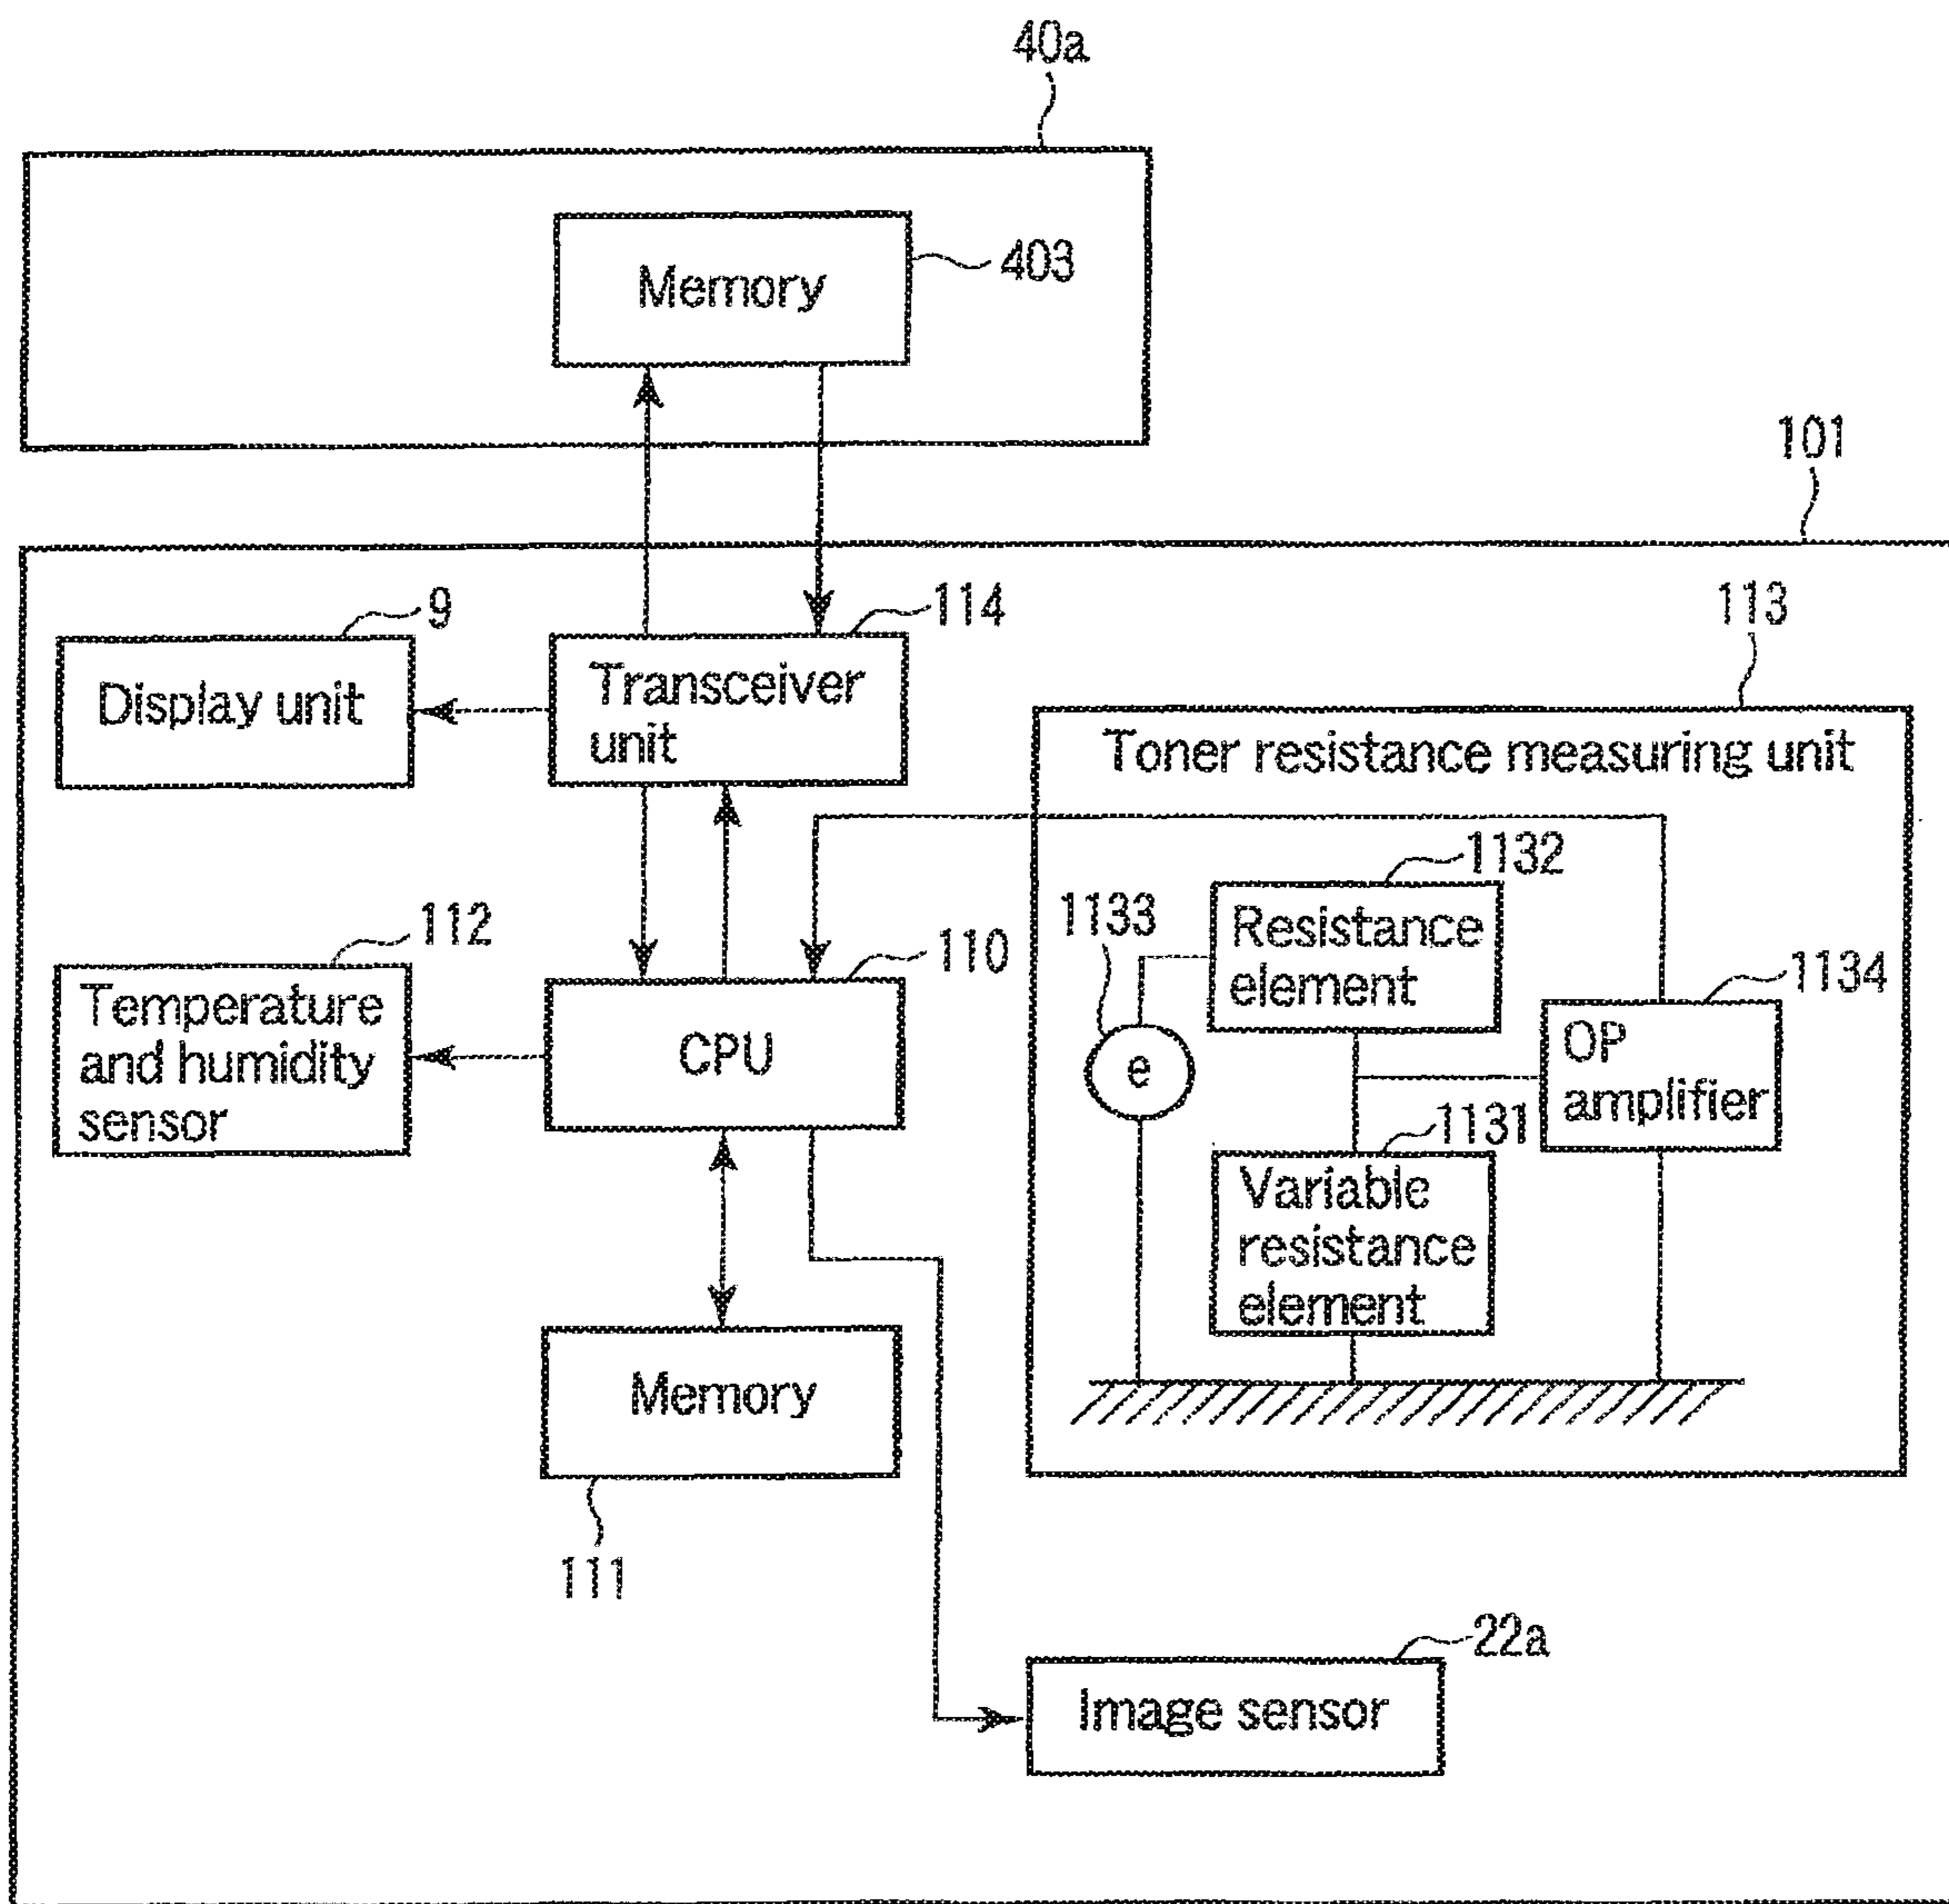 40a
Memory
403
101
9
Display unit
114
Transceiver
unit
113
Toner resistance measuring unit
112
Temperature
and humidity
sensor
110
CPU
1133
e
1132
Resistance
element
1134
OP
amplifier
1131
Variable
resistance
element
Memory
111
22a
Image sensor